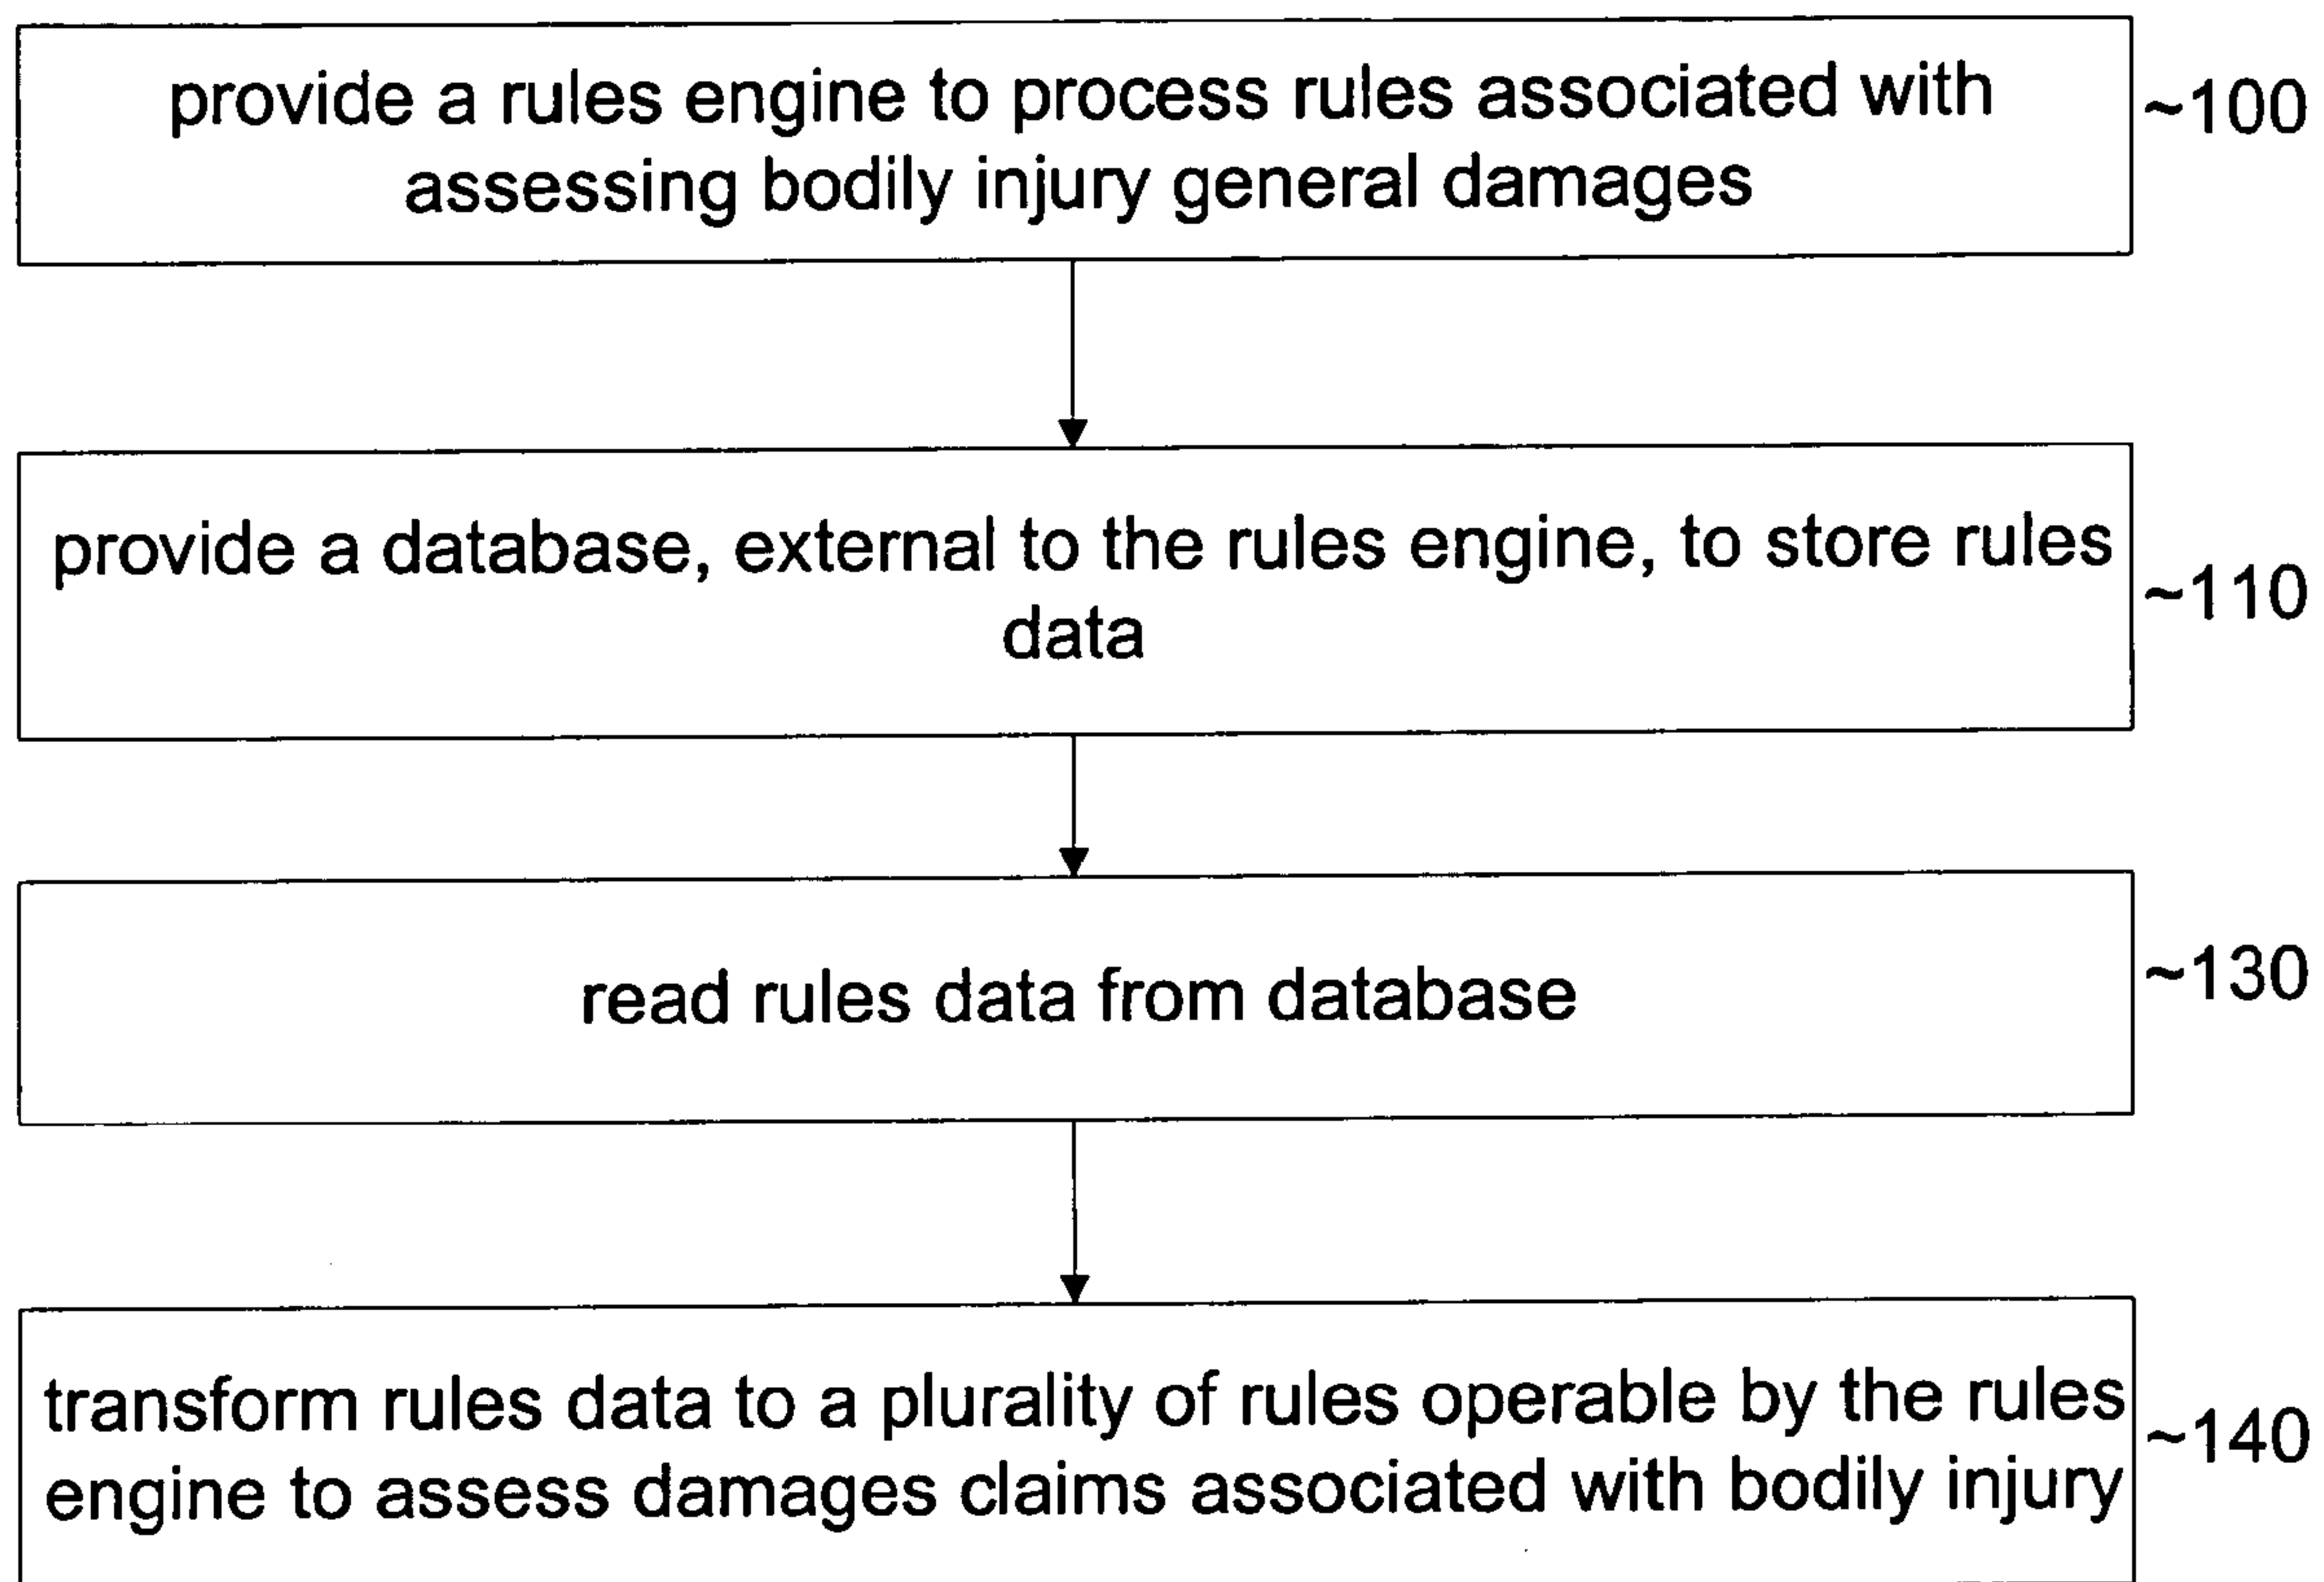 provide a rules engine to process rules associated with
assessing bodily injury general damages
~100
provide a database, external to the rules engine, to store rules
data
~110
read rules data from database
~130
transform rules data to a plurality of rules operable by the rules
engine to assess damages claims associated with bodily injury
~140